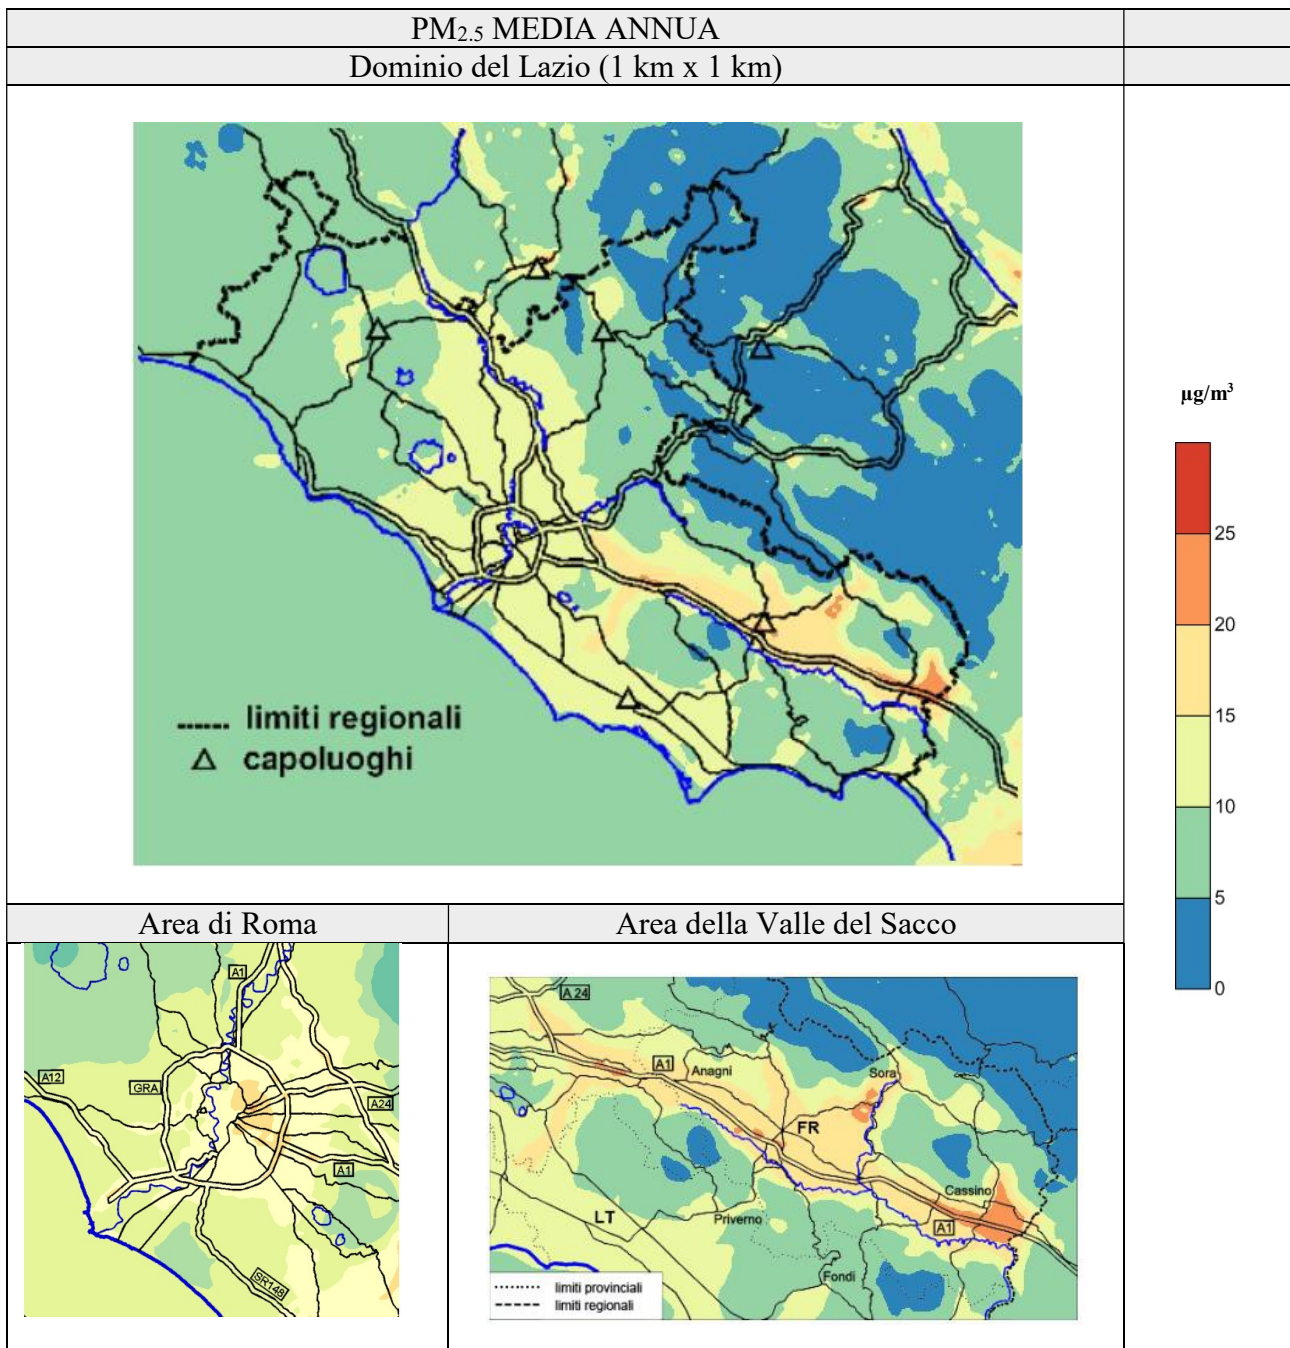 PM₂.₅ MEDIA ANNUA
Dominio del Lazio (1 km x 1 km)
limiti regionali
capoluoghi
µg/m³
25
20
15
10
5
0
Area di Roma
Area della Valle del Sacco
A1
A12
GRA
A24
A1
SR148
A 24
A1
Anagni
Sora
FR
Cassino
LT
Priverno
A1
Fondi
limiti provinciali
limiti regionali